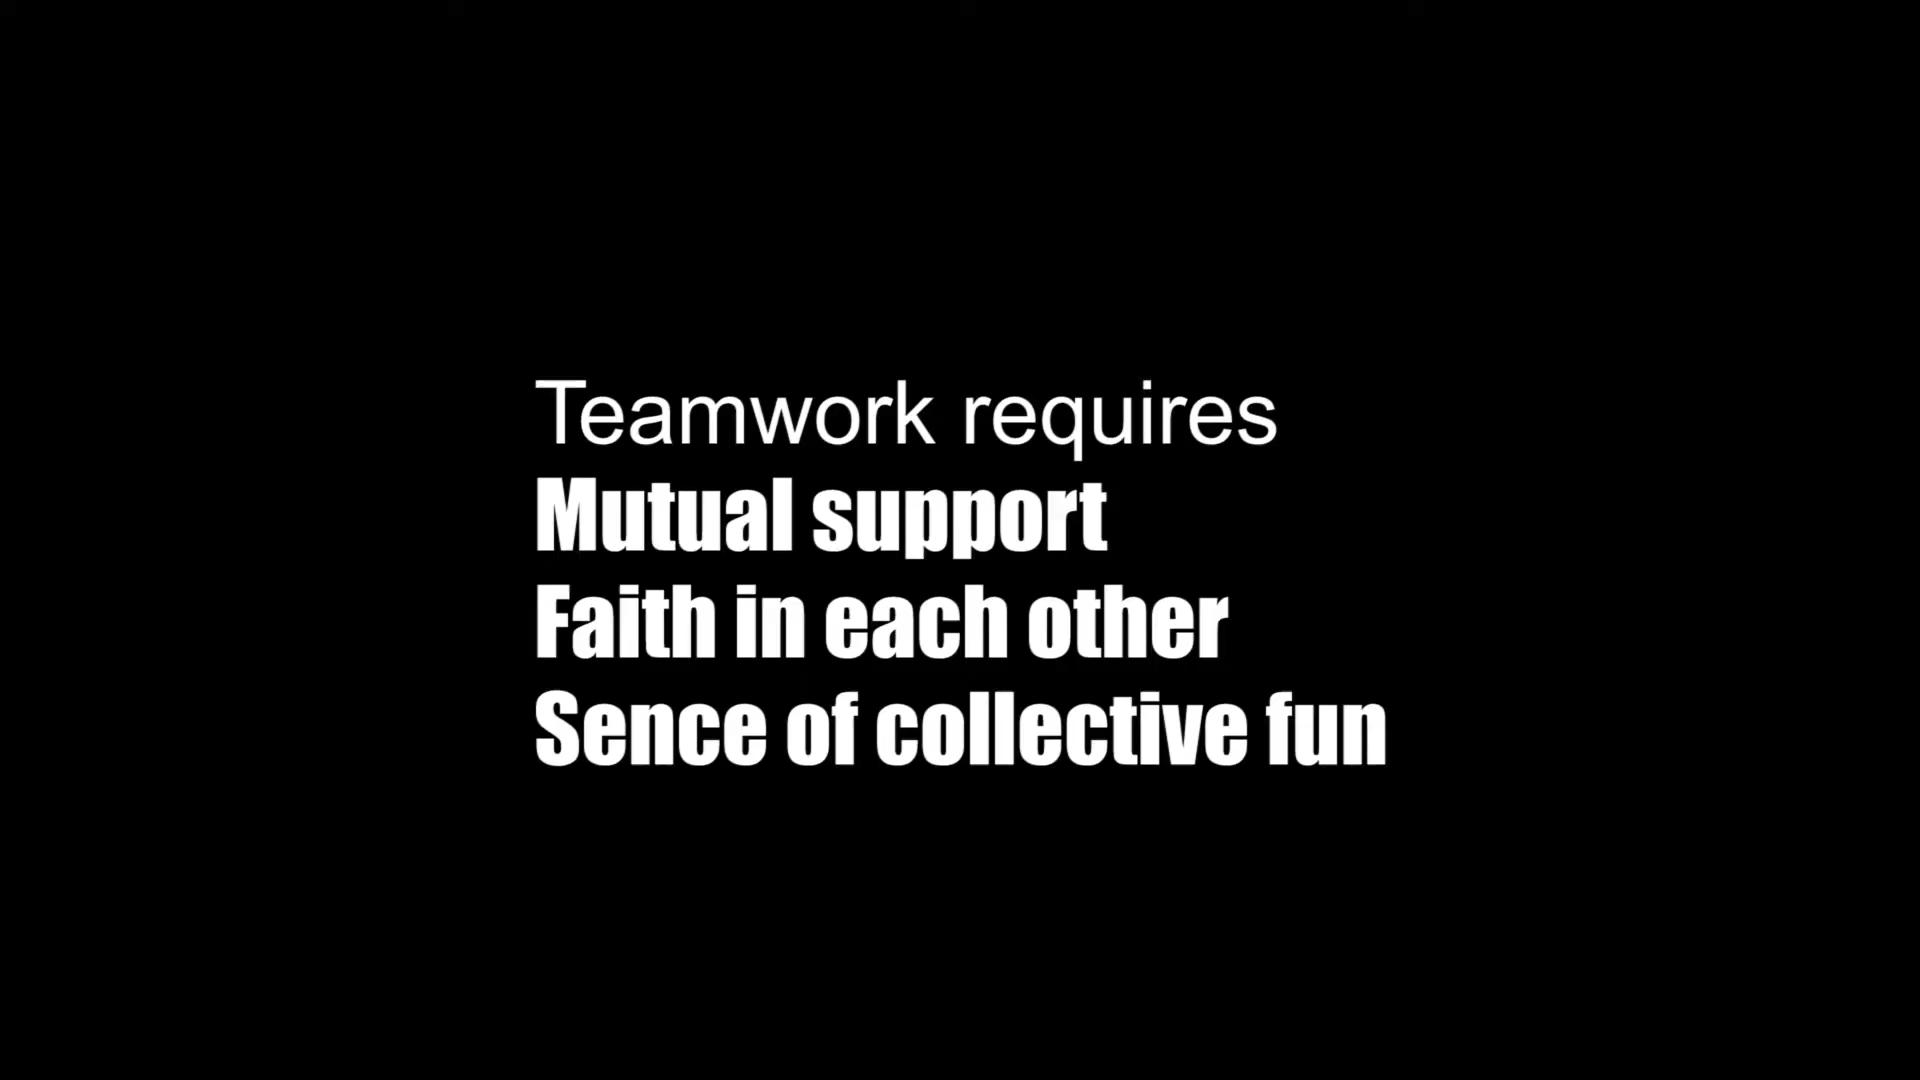 Teamwork requires
Mutual support
Faith in each other
Sence of collective fun